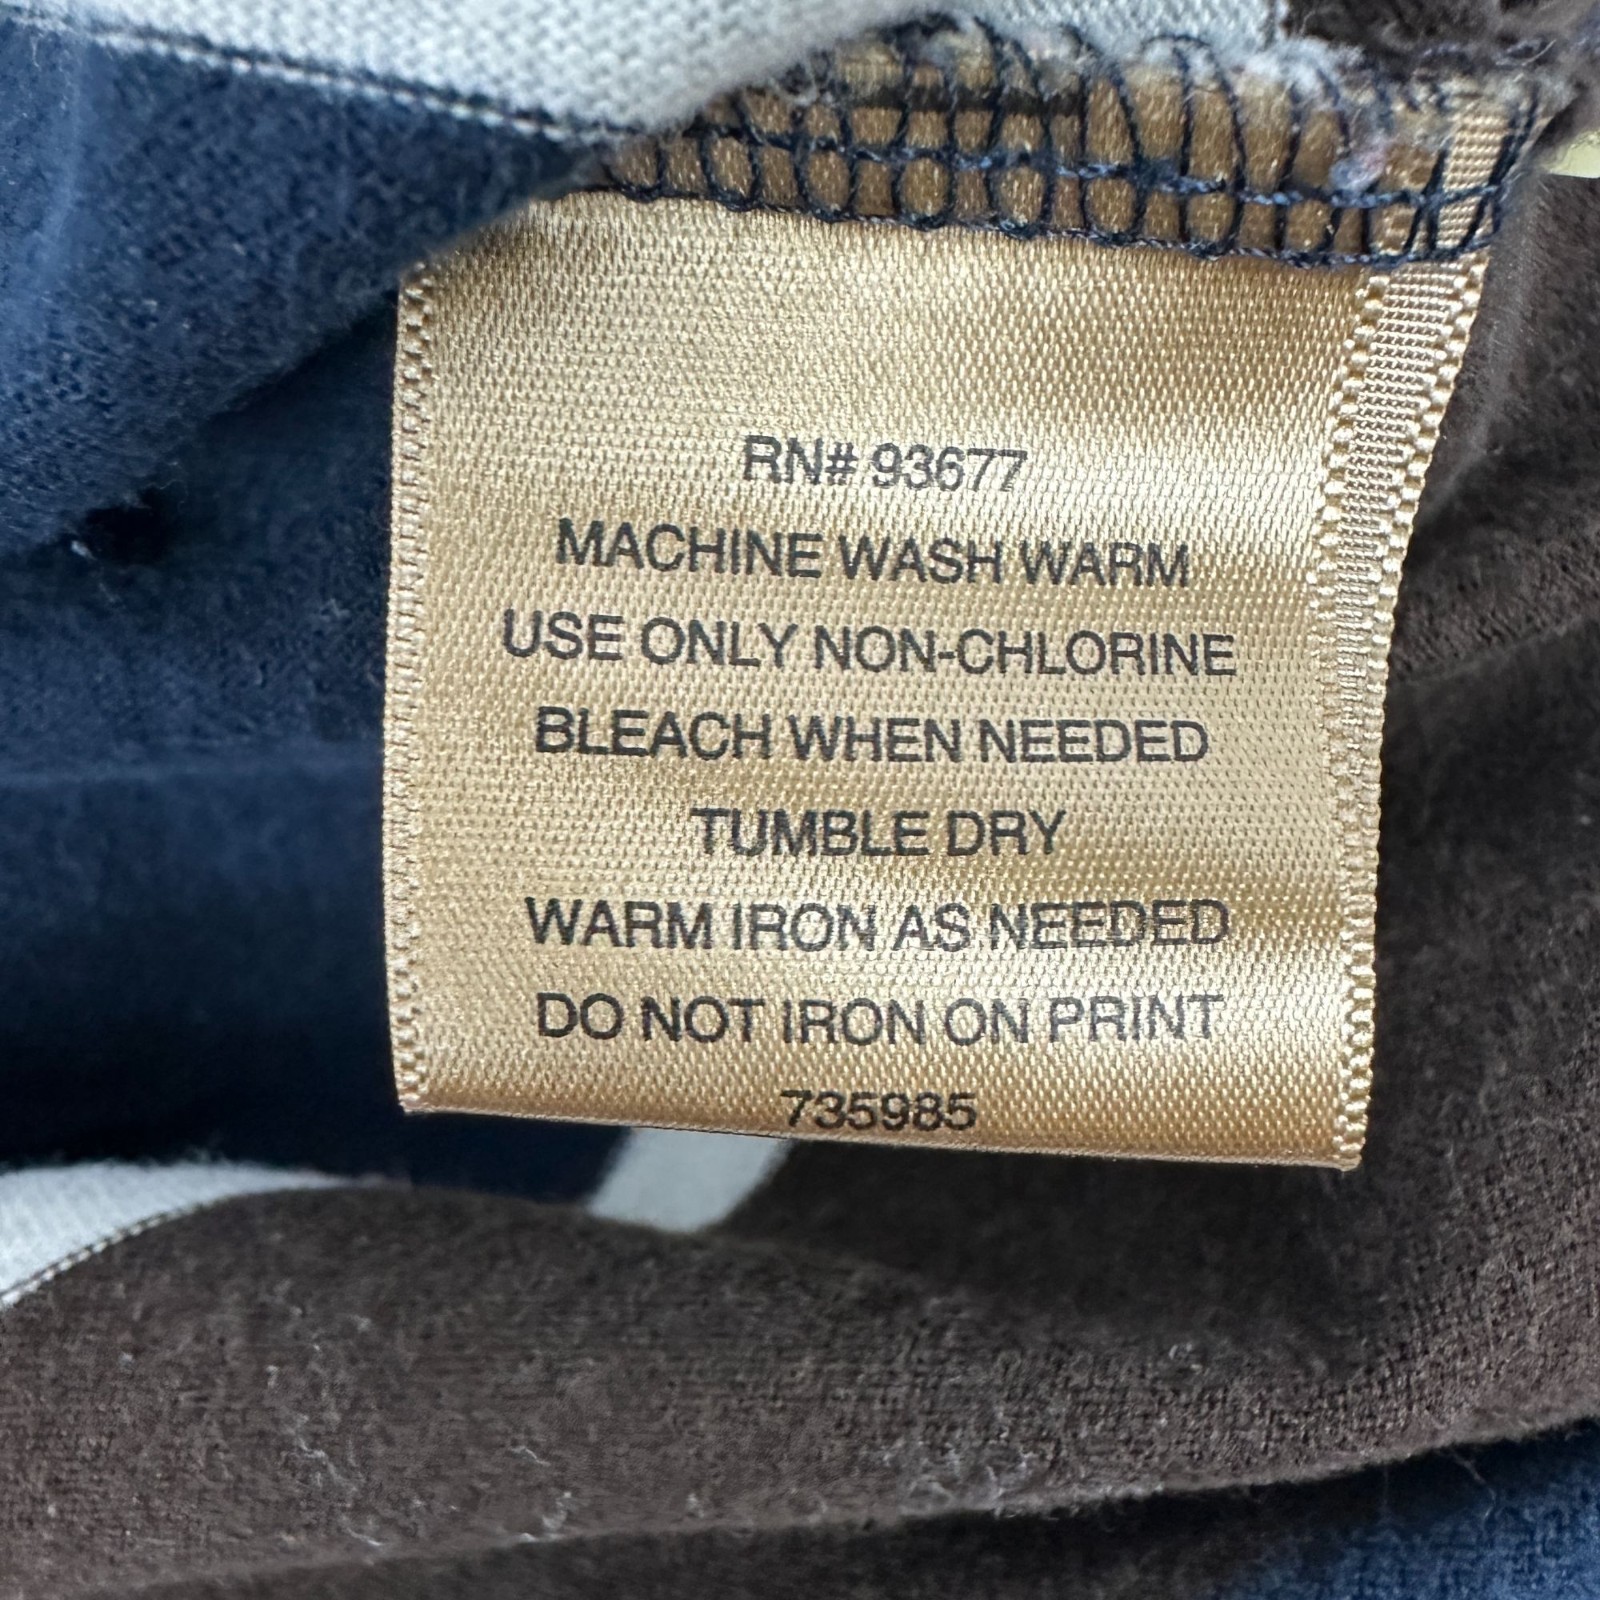 RN# 93677
MACHINE WASH WARM
USE ONLY NON-CHLORINE
BLEACH WHEN NEEDED
TUMBLE DRY
WARM IRON AS NEEDED
DO NOT IRON ON PRINT
735985